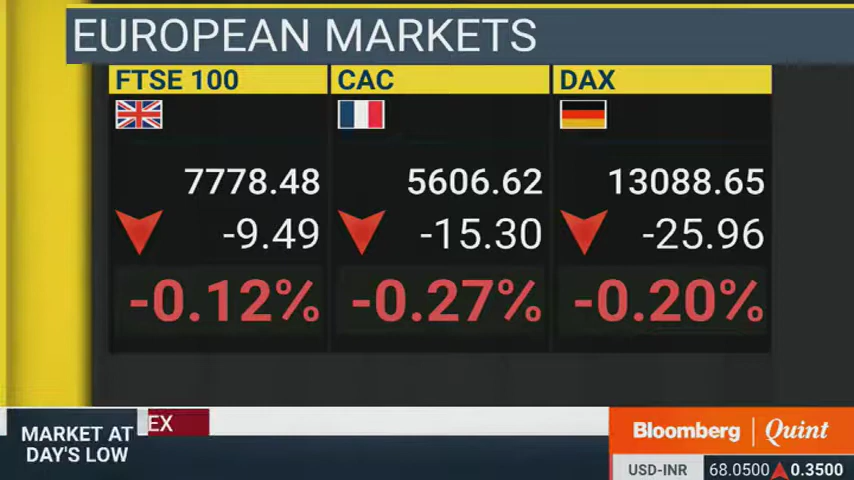 EUROPEAN MARKETS
FTSE 100 CAC DAX
7778.48 5606.62 13088.65
-9.49 -15.30 -25.96
-0.12% -0.27% -0.20%
EX
MARKET AT
DAY'S LOW
Bloomberg | Quint
USD-INR 68.0500 0.3500